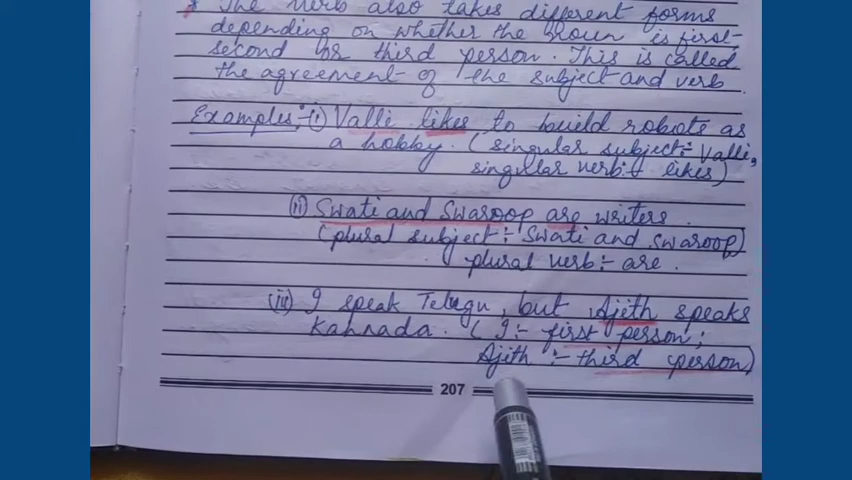 * The verb also takes different forms
depending on whether the noun is first-
second or third person. This is called
the agreement of the subject and verb.
Examples:- (i) Valli likes to build robots as
a hobby. (singular subject:- Valli,
singular verb:- likes)
(ii) Swati and Swaroop are writers.
(plural subject:- Swati and Swaroop)
plural verb:- are.
(iii) I speak Telugu, but Ajith speaks
Kannada. (I:- first person;
Ajith :- third person)
207